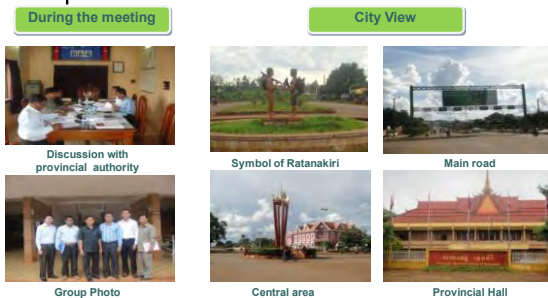 During the meeting
City View
Discussion with
provincial authority
Symbol of Ratanakiri
Main road
Group Photo
Central area
Provincial Hall